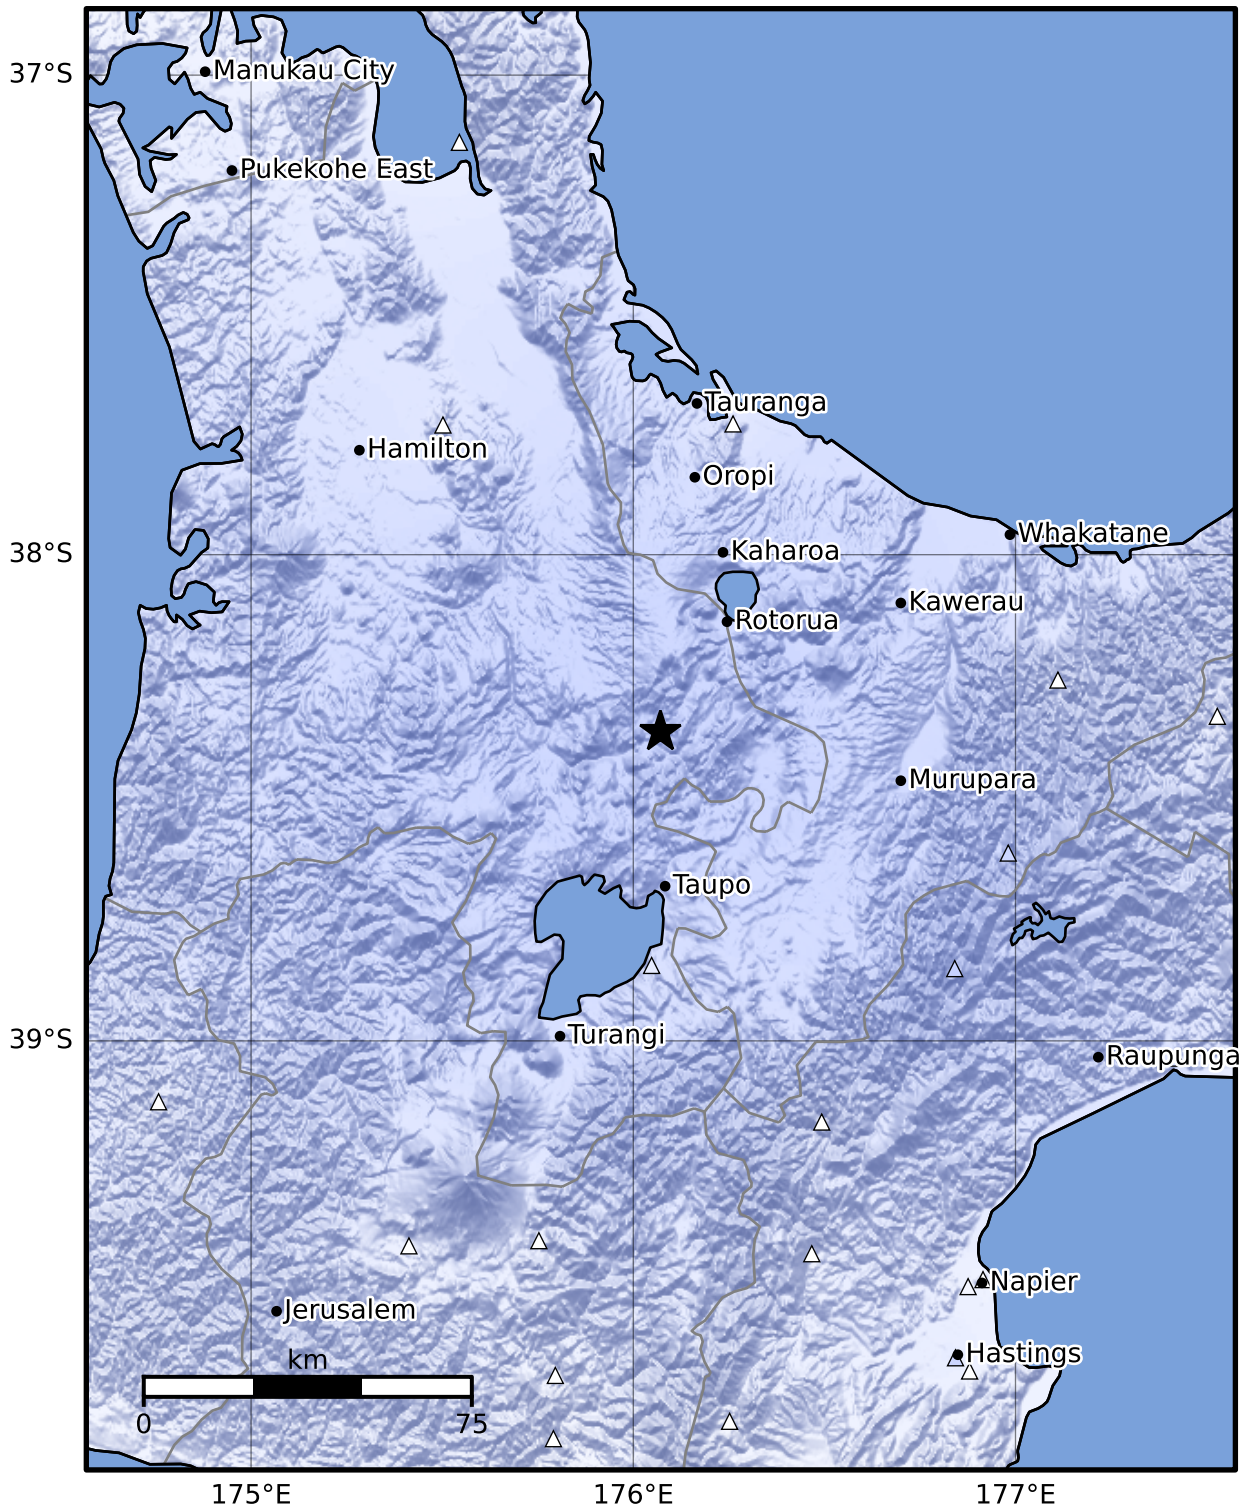 37°S
Manukau City
Pukekohe East
Tauranga
Hamilton
Oropi
Whakatane
38°S
Kaharoa
Kawerau
Rotorua
Murupara
Taupo
39°S
Turangi
Raupunga
Napier
Jerusalem
Hastings
km
0 75
175°E 176°E 177°E